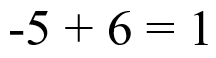 -5 + 6 = 1